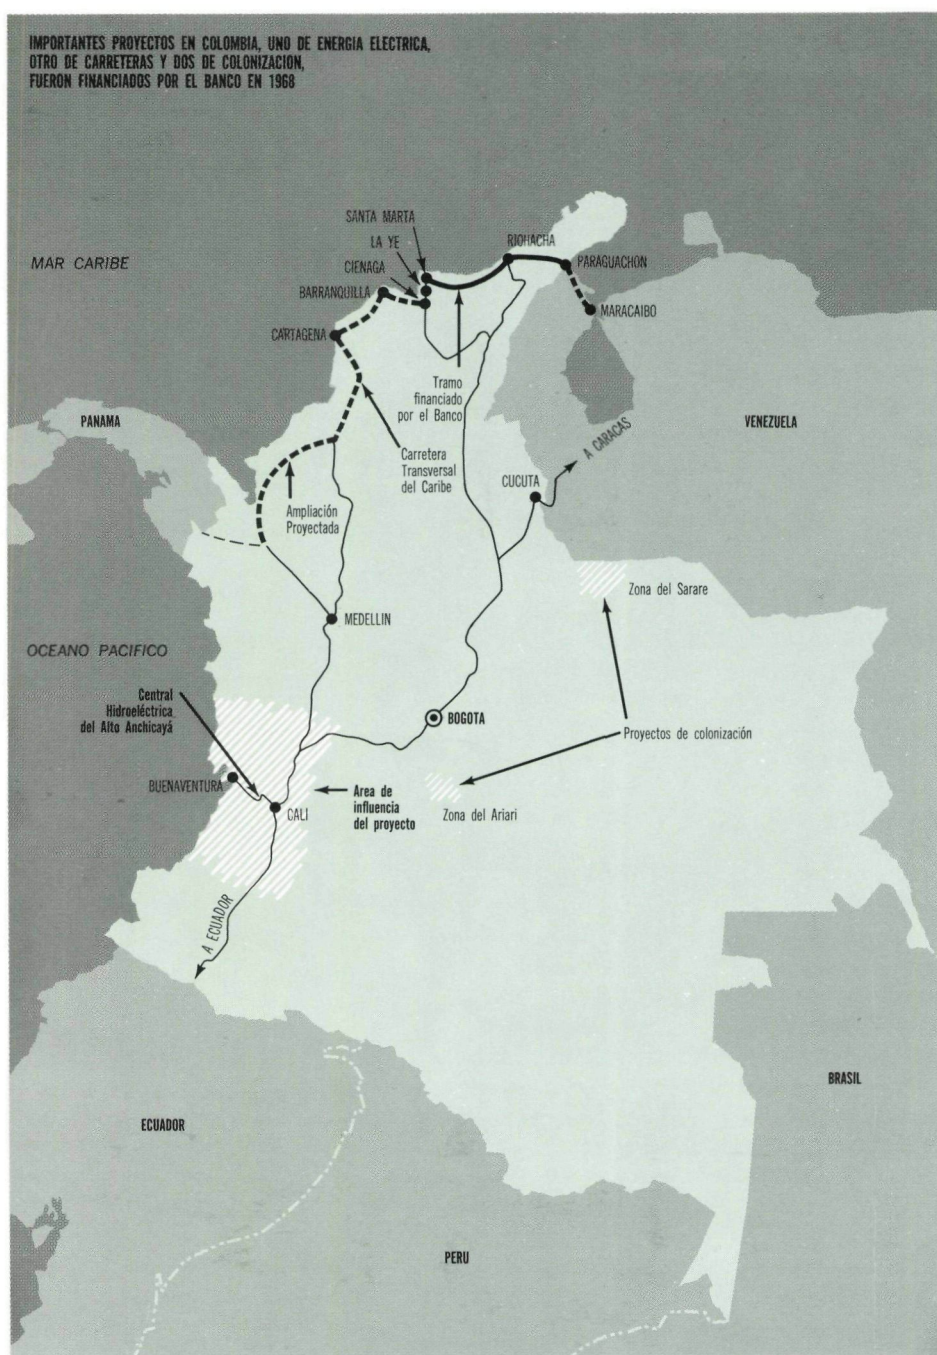 IMPORTANTES PROYECTOS EN COLOMBIA, UNO DE ENERGIA ELECTRICA,
OTRO DE CARRETERAS Y DOS DE COLONIZACION,
FUERON FINANCIADOS POR EL BANCO EN 1968
SANTA MARTA
LA YE
CIENAGA
BARRANQUILLA
CARTAGENA
RIOHACHA
PARAGUACHON
MARACAIBO
MAR CARIBE
Tramo
financiado
por el Banco
PANAMA
VENEZUELA
Carretera
Transversal
del Caribe
A CARACAS
CUCUTA
Ampliación
Proyectada
Zona del Sarare
MEDELLIN
OCEANO PACIFICO
Central
Hidroeléctrica
del Alto Anchicayá
BOGOTA
Proyectos de colonización
BUENAVENTURA
CALI
Area de
influencia
del proyecto
Zona del Ariari
A ECUADOR
BRASIL
ECUADOR
PERU